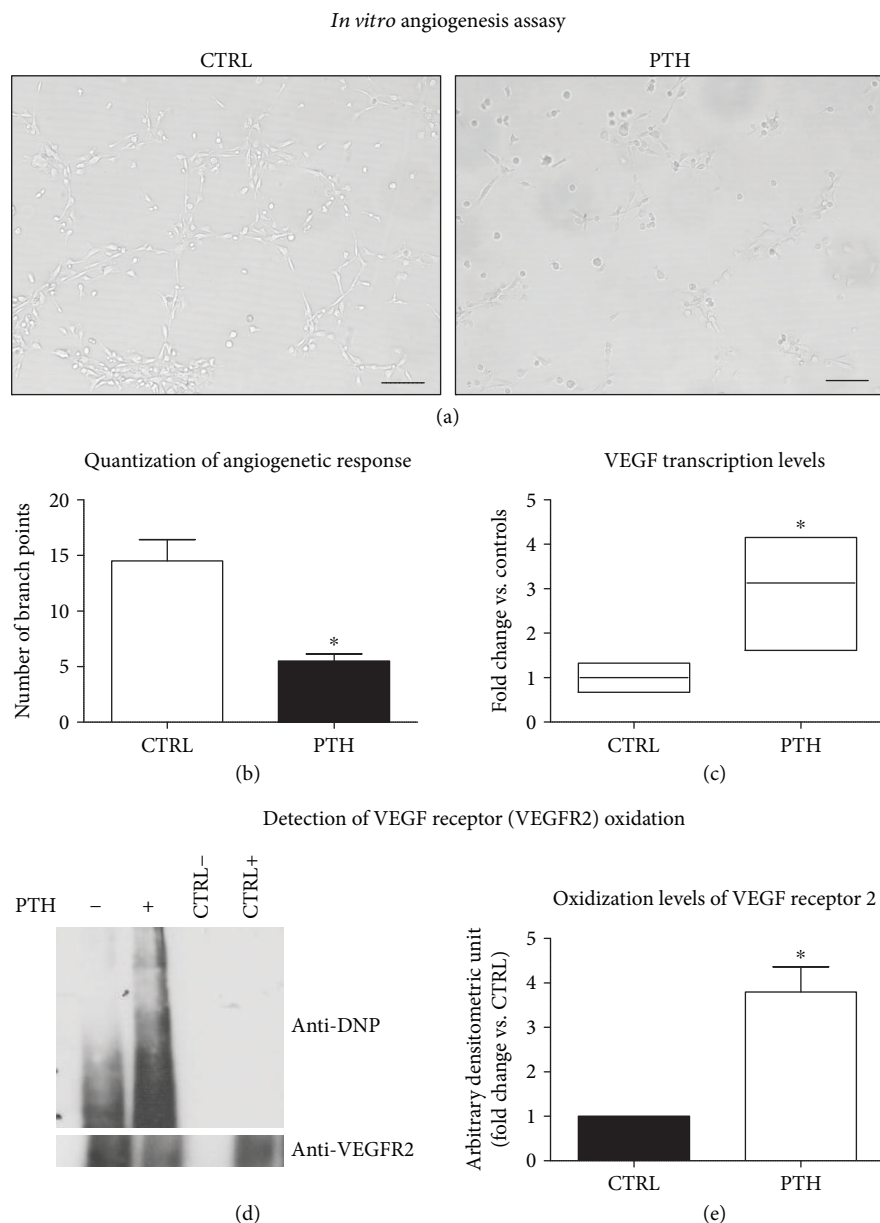 In vitro angiogenesis assasy
CTRL
PTH
(a)
Quantization of angiogenetic response
Number of branch points
20
15
10
5
0
*
CTRL
PTH
(b)
VEGF transcription levels
Fold change vs. controls
5
4
3
2
1
0
*
CTRL
PTH
(c)
Detection of VEGF receptor (VEGFR2) oxidation
PTH − + CTRL− CTRL+
Anti-DNP
Anti-VEGFR2
(d)
Oxidization levels of VEGF receptor 2
Arbitrary densitometric unit
(fold change vs. CTRL)
5
4
3
2
1
0
*
CTRL
PTH
(e)